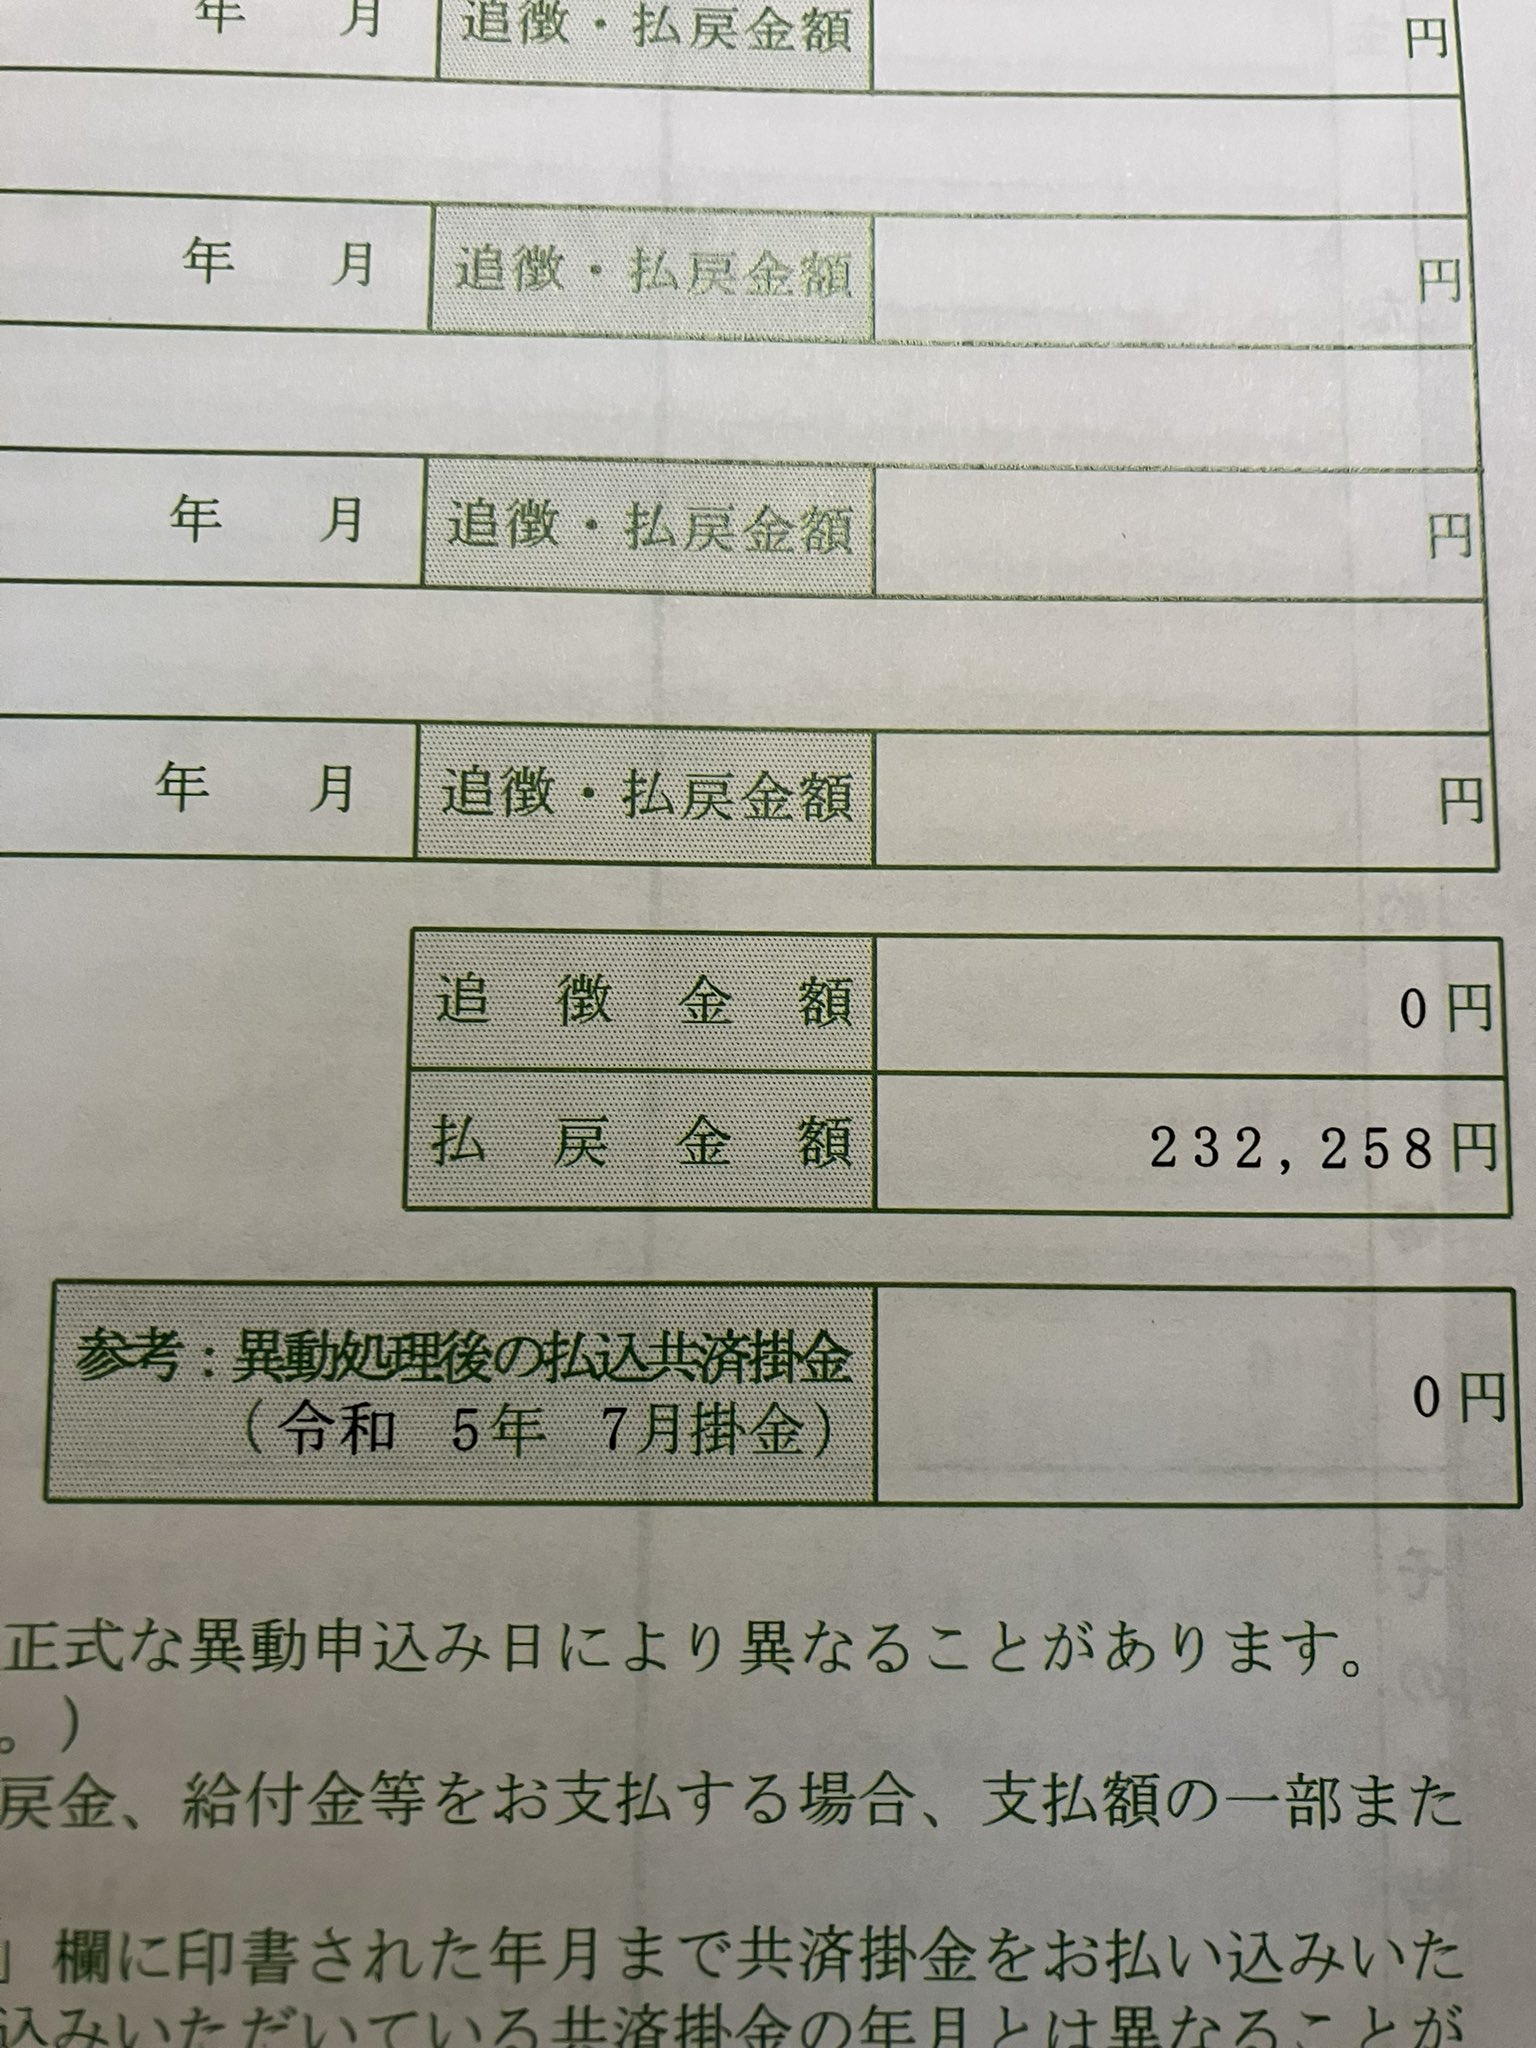 年 月 追徴・払戻金額 円
年 月 追徴・払戻金額 円
年 月 追徴・払戻金額 円
年 月 追徴・払戻金額 円
追徴金額 0円
払戻金額 232,258円
参考:異動処理後の払込共済掛金
(令和 5年 7月掛金) 0円
正式な異動申込み日により異なることがあります。
。)
戻金、給付金等をお支払する場合、支払額の一部また
」欄に印書された年月まで共済掛金をお払い込みいた
込みいただいている共済掛金の年月とは異なることが